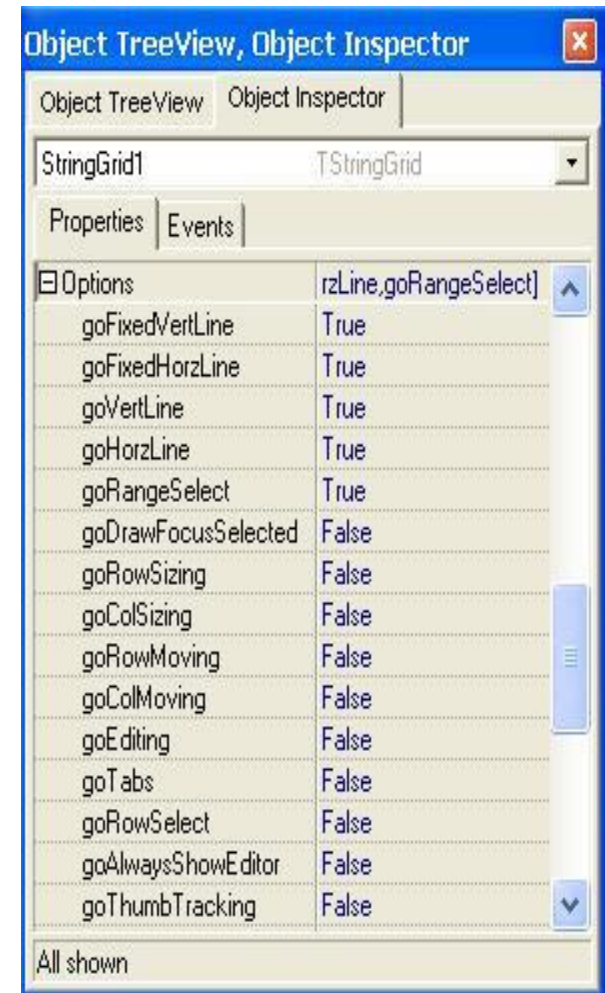 Object TreeView, Object Inspector
Object TreeView Object Inspector
StringGrid1 TStringGrid
Properties Events
Options rzLine,goRangeSelect]
goFixedVertLine True
goFixedHorzLine True
goVertLine True
goHorzLine True
goRangeSelect True
goDrawFocusSelected False
goRowSizing False
goColSizing False
goRowMoving False
goColMoving False
goEditing False
goTabs False
goRowSelect False
goAlwaysShowEditor False
goThumbTracking False
All shown